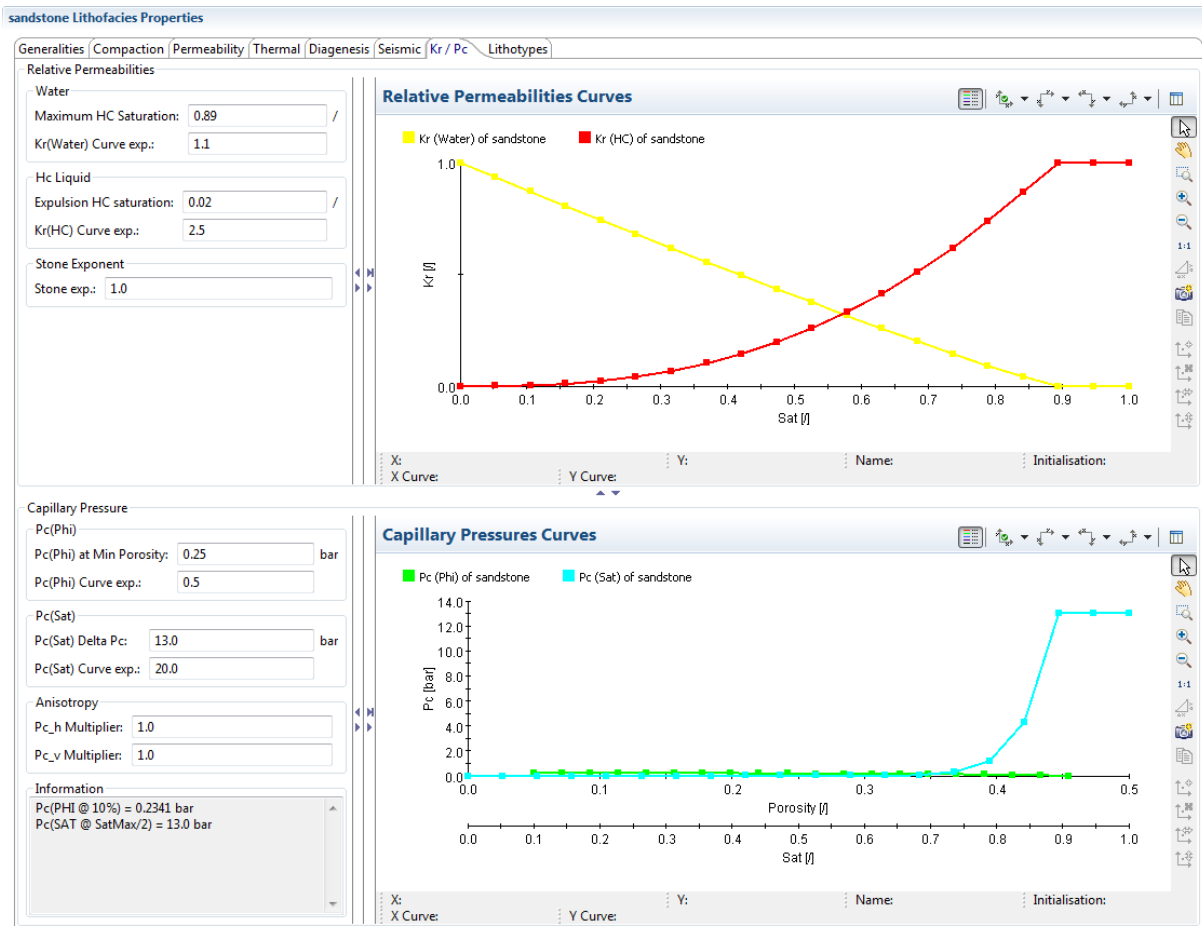 sandstone Lithofacies Properties
Generalities Compaction Permeability Thermal Diagenesis Seismic Kr / Pc Lithotypes
Relative Permeabilities
Water
Maximum HC Saturation: 0.89 /
Kr(Water) Curve exp.: 1.1
Hc Liquid
Expulsion HC saturation: 0.02 /
Kr(HC) Curve exp.: 2.5
Stone Exponent
Stone exp.: 1.0
Relative Permeabilities Curves
Kr (Water) of sandstone Kr (HC) of sandstone
1.0
Kr [/]
0.0
0.0 0.1 0.2 0.3 0.4 0.5 0.6 0.7 0.8 0.9 1.0
Sat [/]
1:1
X: Y: Name: Initialisation:
X Curve: Y Curve:
Capillary Pressure
Pc(Phi)
Pc(Phi) at Min Porosity: 0.25 bar
Pc(Phi) Curve exp.: 0.5
Pc(Sat)
Pc(Sat) Delta Pc: 13.0 bar
Pc(Sat) Curve exp.: 20.0
Anisotropy
Pc_h Multiplier: 1.0
Pc_v Multiplier: 1.0
Information
Pc(PHI @ 10%) = 0.2341 bar
Pc(SAT @ SatMax/2) = 13.0 bar
Capillary Pressures Curves
Pc (Phi) of sandstone Pc (Sat) of sandstone
14.0
12.0
10.0
8.0
6.0
4.0
2.0
0.0
Pc [bar]
0.0 0.1 0.2 0.3 0.4 0.5
Porosity [/]
0.0 0.1 0.2 0.3 0.4 0.5 0.6 0.7 0.8 0.9 1.0
Sat [/]
1:1
X: Y: Name: Initialisation:
X Curve: Y Curve: